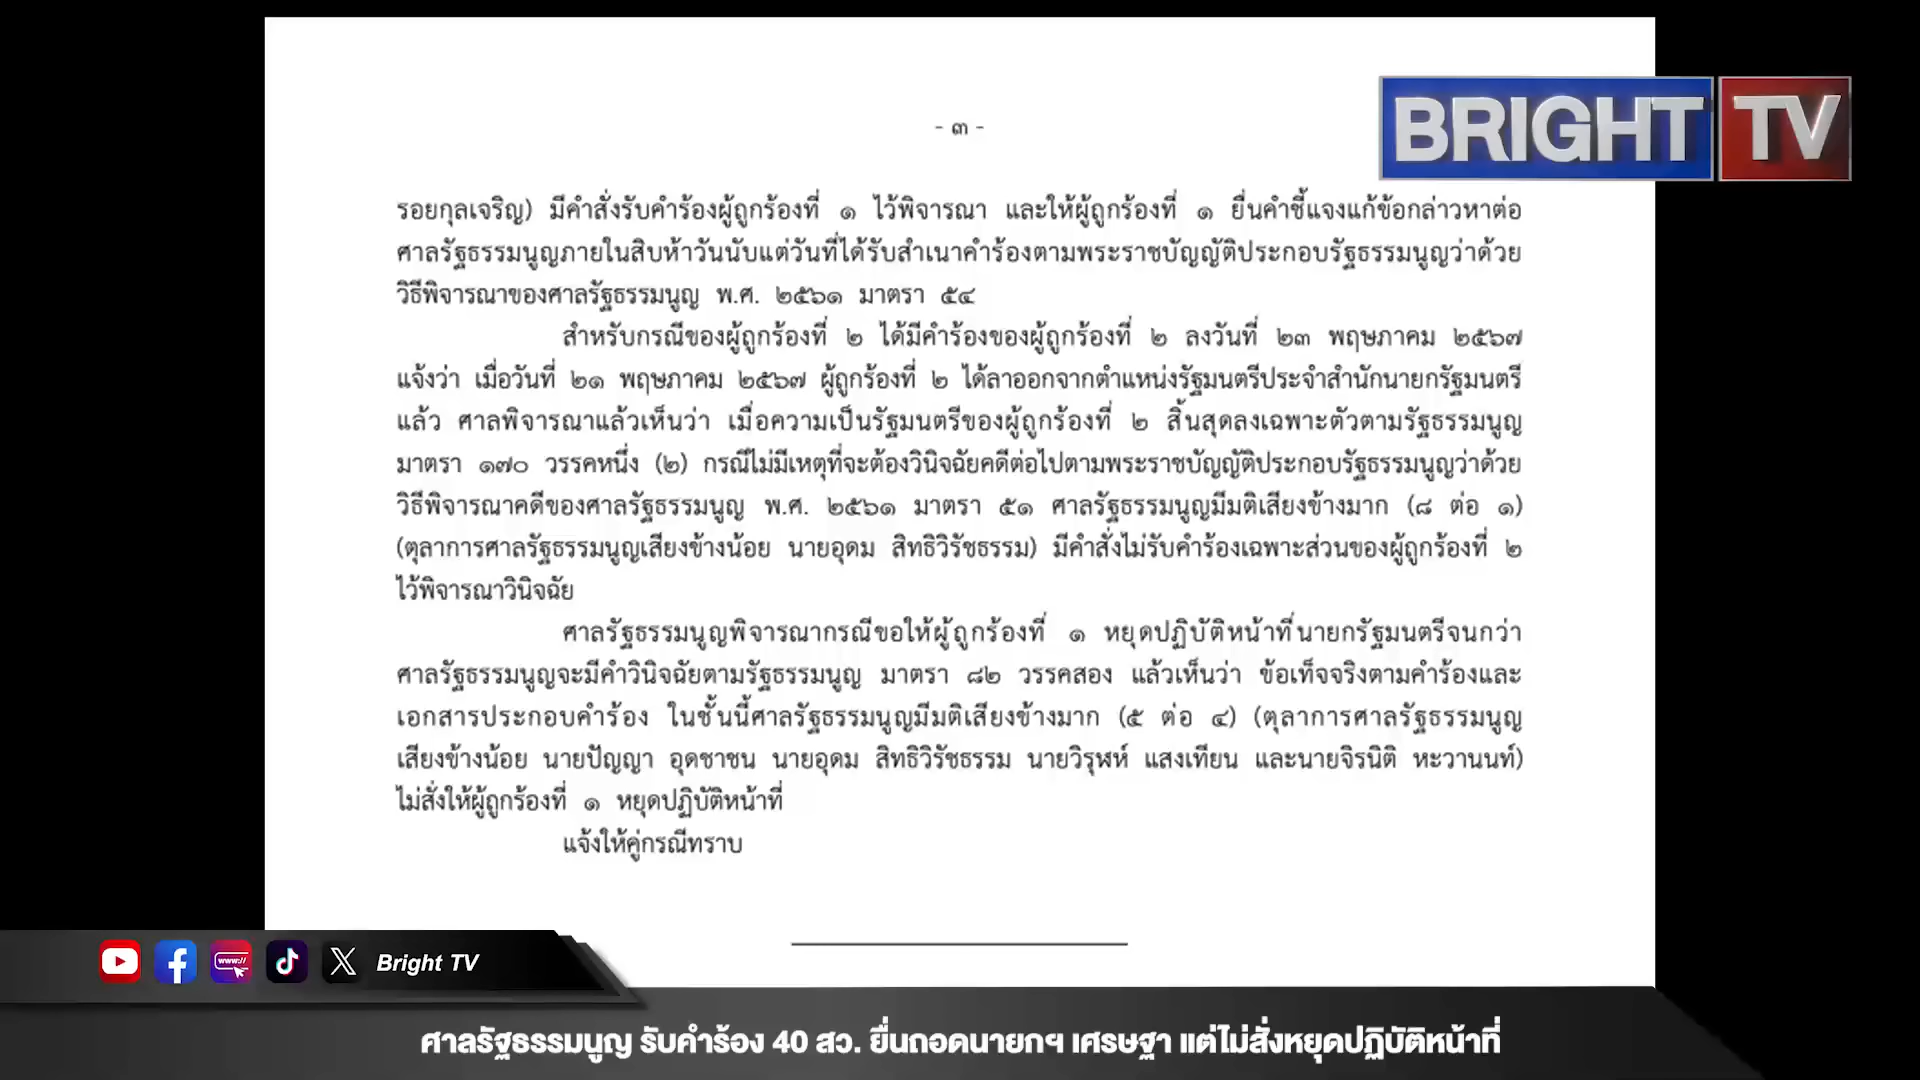 BRIGHT TV
- ๓ -
รอยกุลเจริญ) มีคำสั่งรับคำร้องผู้ถูกร้องที่ ๑ ไว้พิจารณา และให้ผู้ถูกร้องที่ ๑ ยื่นคำชี้แจงแก้ข้อกล่าวหาต่อ
ศาลรัฐธรรมนูญภายในสิบห้าวันนับแต่วันที่ได้รับสำเนาคำร้องตามพระราชบัญญัติประกอบรัฐธรรมนูญว่าด้วย
วิธีพิจารณาของศาลรัฐธรรมนูญ พ.ศ. ๒๕๖๑ มาตรา ๕๔
สำหรับกรณีของผู้ถูกร้องที่ ๒ ได้มีคำร้องของผู้ถูกร้องที่ ๒ ลงวันที่ ๒๓ พฤษภาคม ๒๕๖๗
แจ้งว่า เมื่อวันที่ ๒๑ พฤษภาคม ๒๕๖๗ ผู้ถูกร้องที่ ๒ ได้ลาออกจากตำแหน่งรัฐมนตรีประจำสำนักนายกรัฐมนตรี
แล้ว ศาลพิจารณาแล้วเห็นว่า เมื่อความเป็นรัฐมนตรีของผู้ถูกร้องที่ ๒ สิ้นสุดลงเฉพาะตัวตามรัฐธรรมนูญ
มาตรา ๑๗๐ วรรคหนึ่ง (๒) กรณีไม่มีเหตุที่จะต้องวินิจฉัยคดีต่อไปตามพระราชบัญญัติประกอบรัฐธรรมนูญว่าด้วย
วิธีพิจารณาคดีของศาลรัฐธรรมนูญ พ.ศ. ๒๕๖๑ มาตรา ๕๑ ศาลรัฐธรรมนูญมีมติเสียงข้างมาก (๘ ต่อ ๑)
(ตุลาการศาลรัฐธรรมนูญเสียงข้างน้อย นายอุดม สิทธิวิรัชธรรม) มีคำสั่งไม่รับคำร้องเฉพาะส่วนของผู้ถูกร้องที่ ๒
ไว้พิจารณาวินิจฉัย
ศาลรัฐธรรมนูญพิจารณากรณีขอให้ผู้ถูกร้องที่ ๑ หยุดปฏิบัติหน้าที่นายกรัฐมนตรีจนกว่า
ศาลรัฐธรรมนูญจะมีคำวินิจฉัยตามรัฐธรรมนูญ มาตรา ๘๒ วรรคสอง แล้วเห็นว่า ข้อเท็จจริงตามคำร้องและ
เอกสารประกอบคำร้อง ในชั้นนี้ศาลรัฐธรรมนูญมีมติเสียงข้างมาก (๕ ต่อ ๔) (ตุลาการศาลรัฐธรรมนูญ
เสียงข้างน้อย นายปัญญา อุดชาชน นายอุดม สิทธิวิรัชธรรม นายวิรุฬห์ แสงเทียน และนายจิรนิติ หะวานนท์)
ไม่สั่งให้ผู้ถูกร้องที่ ๑ หยุดปฏิบัติหน้าที่
แจ้งให้คู่กรณีทราบ
www://
Bright TV
ศาลรัฐธรรมนูญ รับคำร้อง 40 สว. ยื่นถอดนายกฯ เศรษฐา แต่ไม่สั่งหยุดปฏิบัติหน้าที่